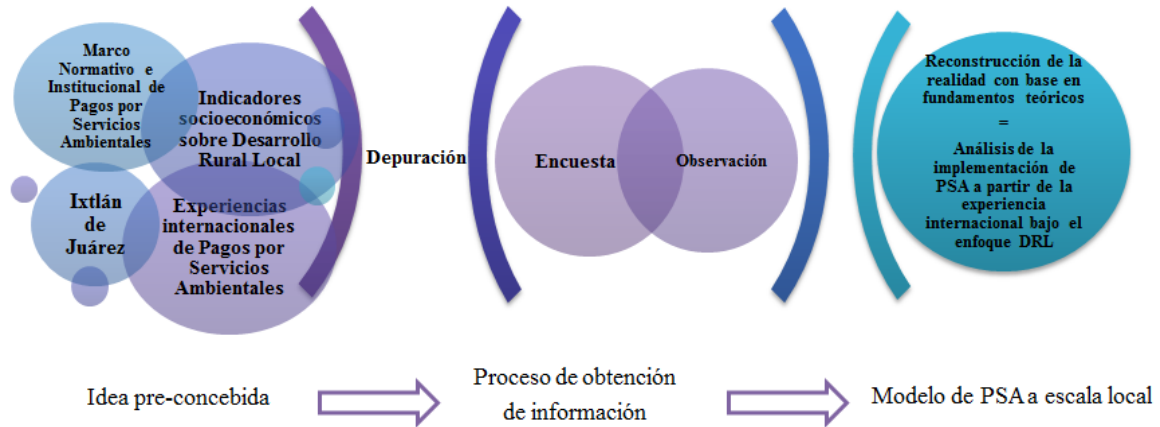 Marco
Normativo e
Institucional de
Pagos por
Servicios
Ambientales
Indicadores
socioeconómicos
sobre Desarrollo
Rural Local
Ixtlán
de
Juárez
Experiencias
internacionales
de Pagos por
Servicios
Ambientales
Depuración
Encuesta
Observación
Reconstrucción de la
realidad con base en
fundamentos teóricos
=
Análisis de la
implementación de
PSA a partir de la
experiencia
internacional bajo el
enfoque DRL
Idea pre-concebida
Proceso de obtención
de información
Modelo de PSA a escala local